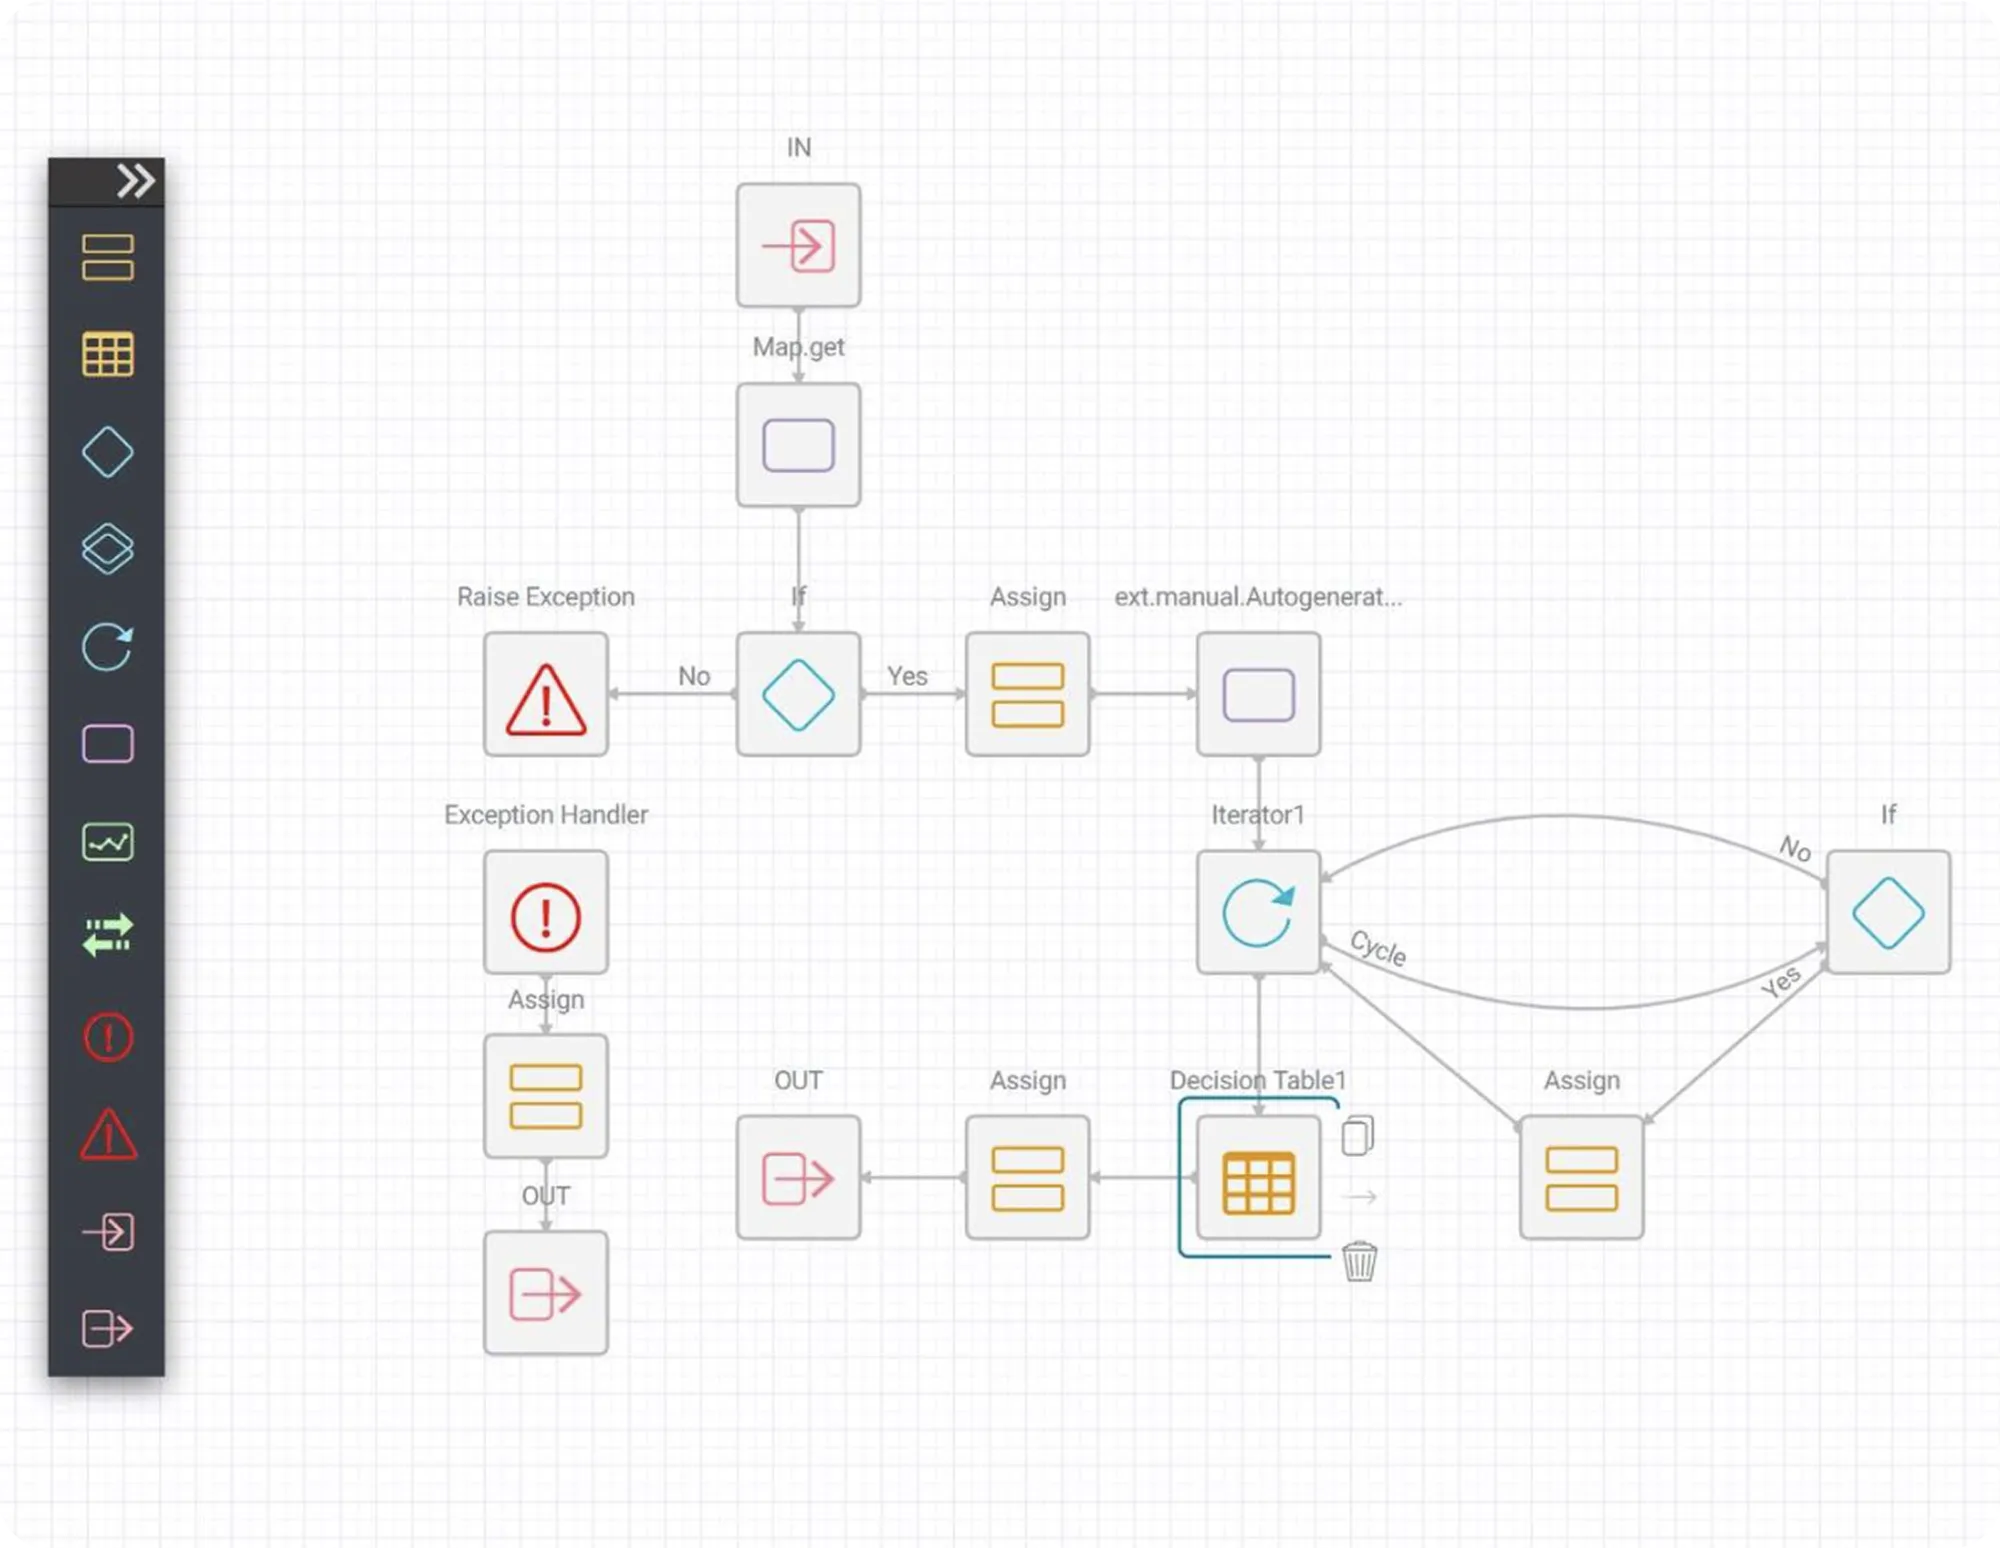 IN
Map.get
Raise Exception
If
Assign
ext.manual.Autogenerat...
No
Yes
Exception Handler
Iterator1
If
No
Cycle
Yes
Assign
OUT
Assign
Decision Table1
Assign
OUT